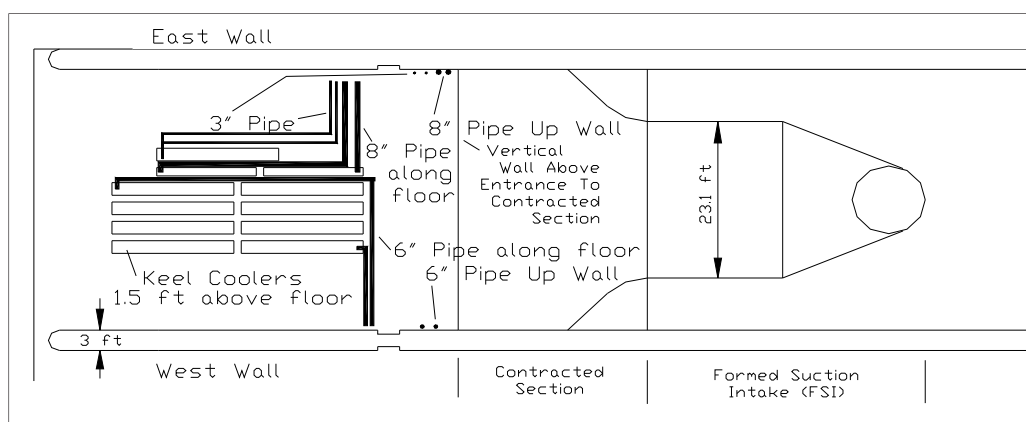 East Wall
3" Pipe
8" Pipe
along
floor
8" Pipe Up Wall
Vertical
Wall Above
Entrance To
Contracted
Section
23.1 ft
6" Pipe along floor
6" Pipe Up Wall
Keel Coolers
1.5 ft above floor
3 ft
West Wall
Contracted
Section
Formed Suction
Intake (FSI)